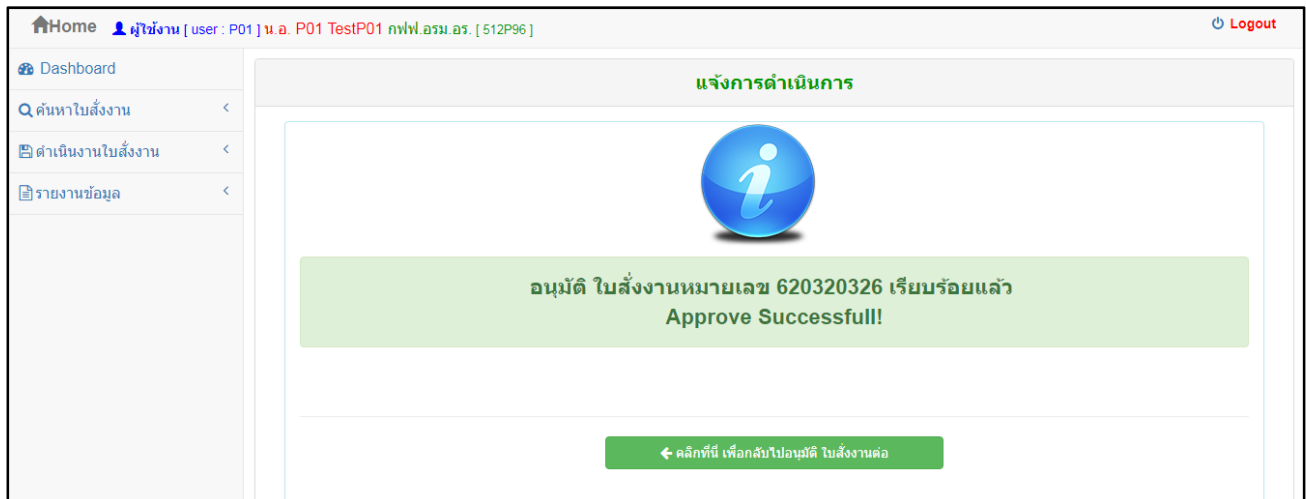 Home ผู้ใช้งาน [ user : P01 ] น.อ. P01 TestP01 กฟฟ.อรม.อร. [ 512P96 ] Logout
Dashboard
ค้นหาใบสั่งงาน
ดำเนินงานใบสั่งงาน
รายงานข้อมูล
แจ้งการดำเนินการ
อนุมัติ ใบสั่งงานหมายเลข 620320326 เรียบร้อยแล้ว
Approve Successfull!
คลิกที่นี่ เพื่อกลับไปอนุมัติ ใบสั่งงานต่อ